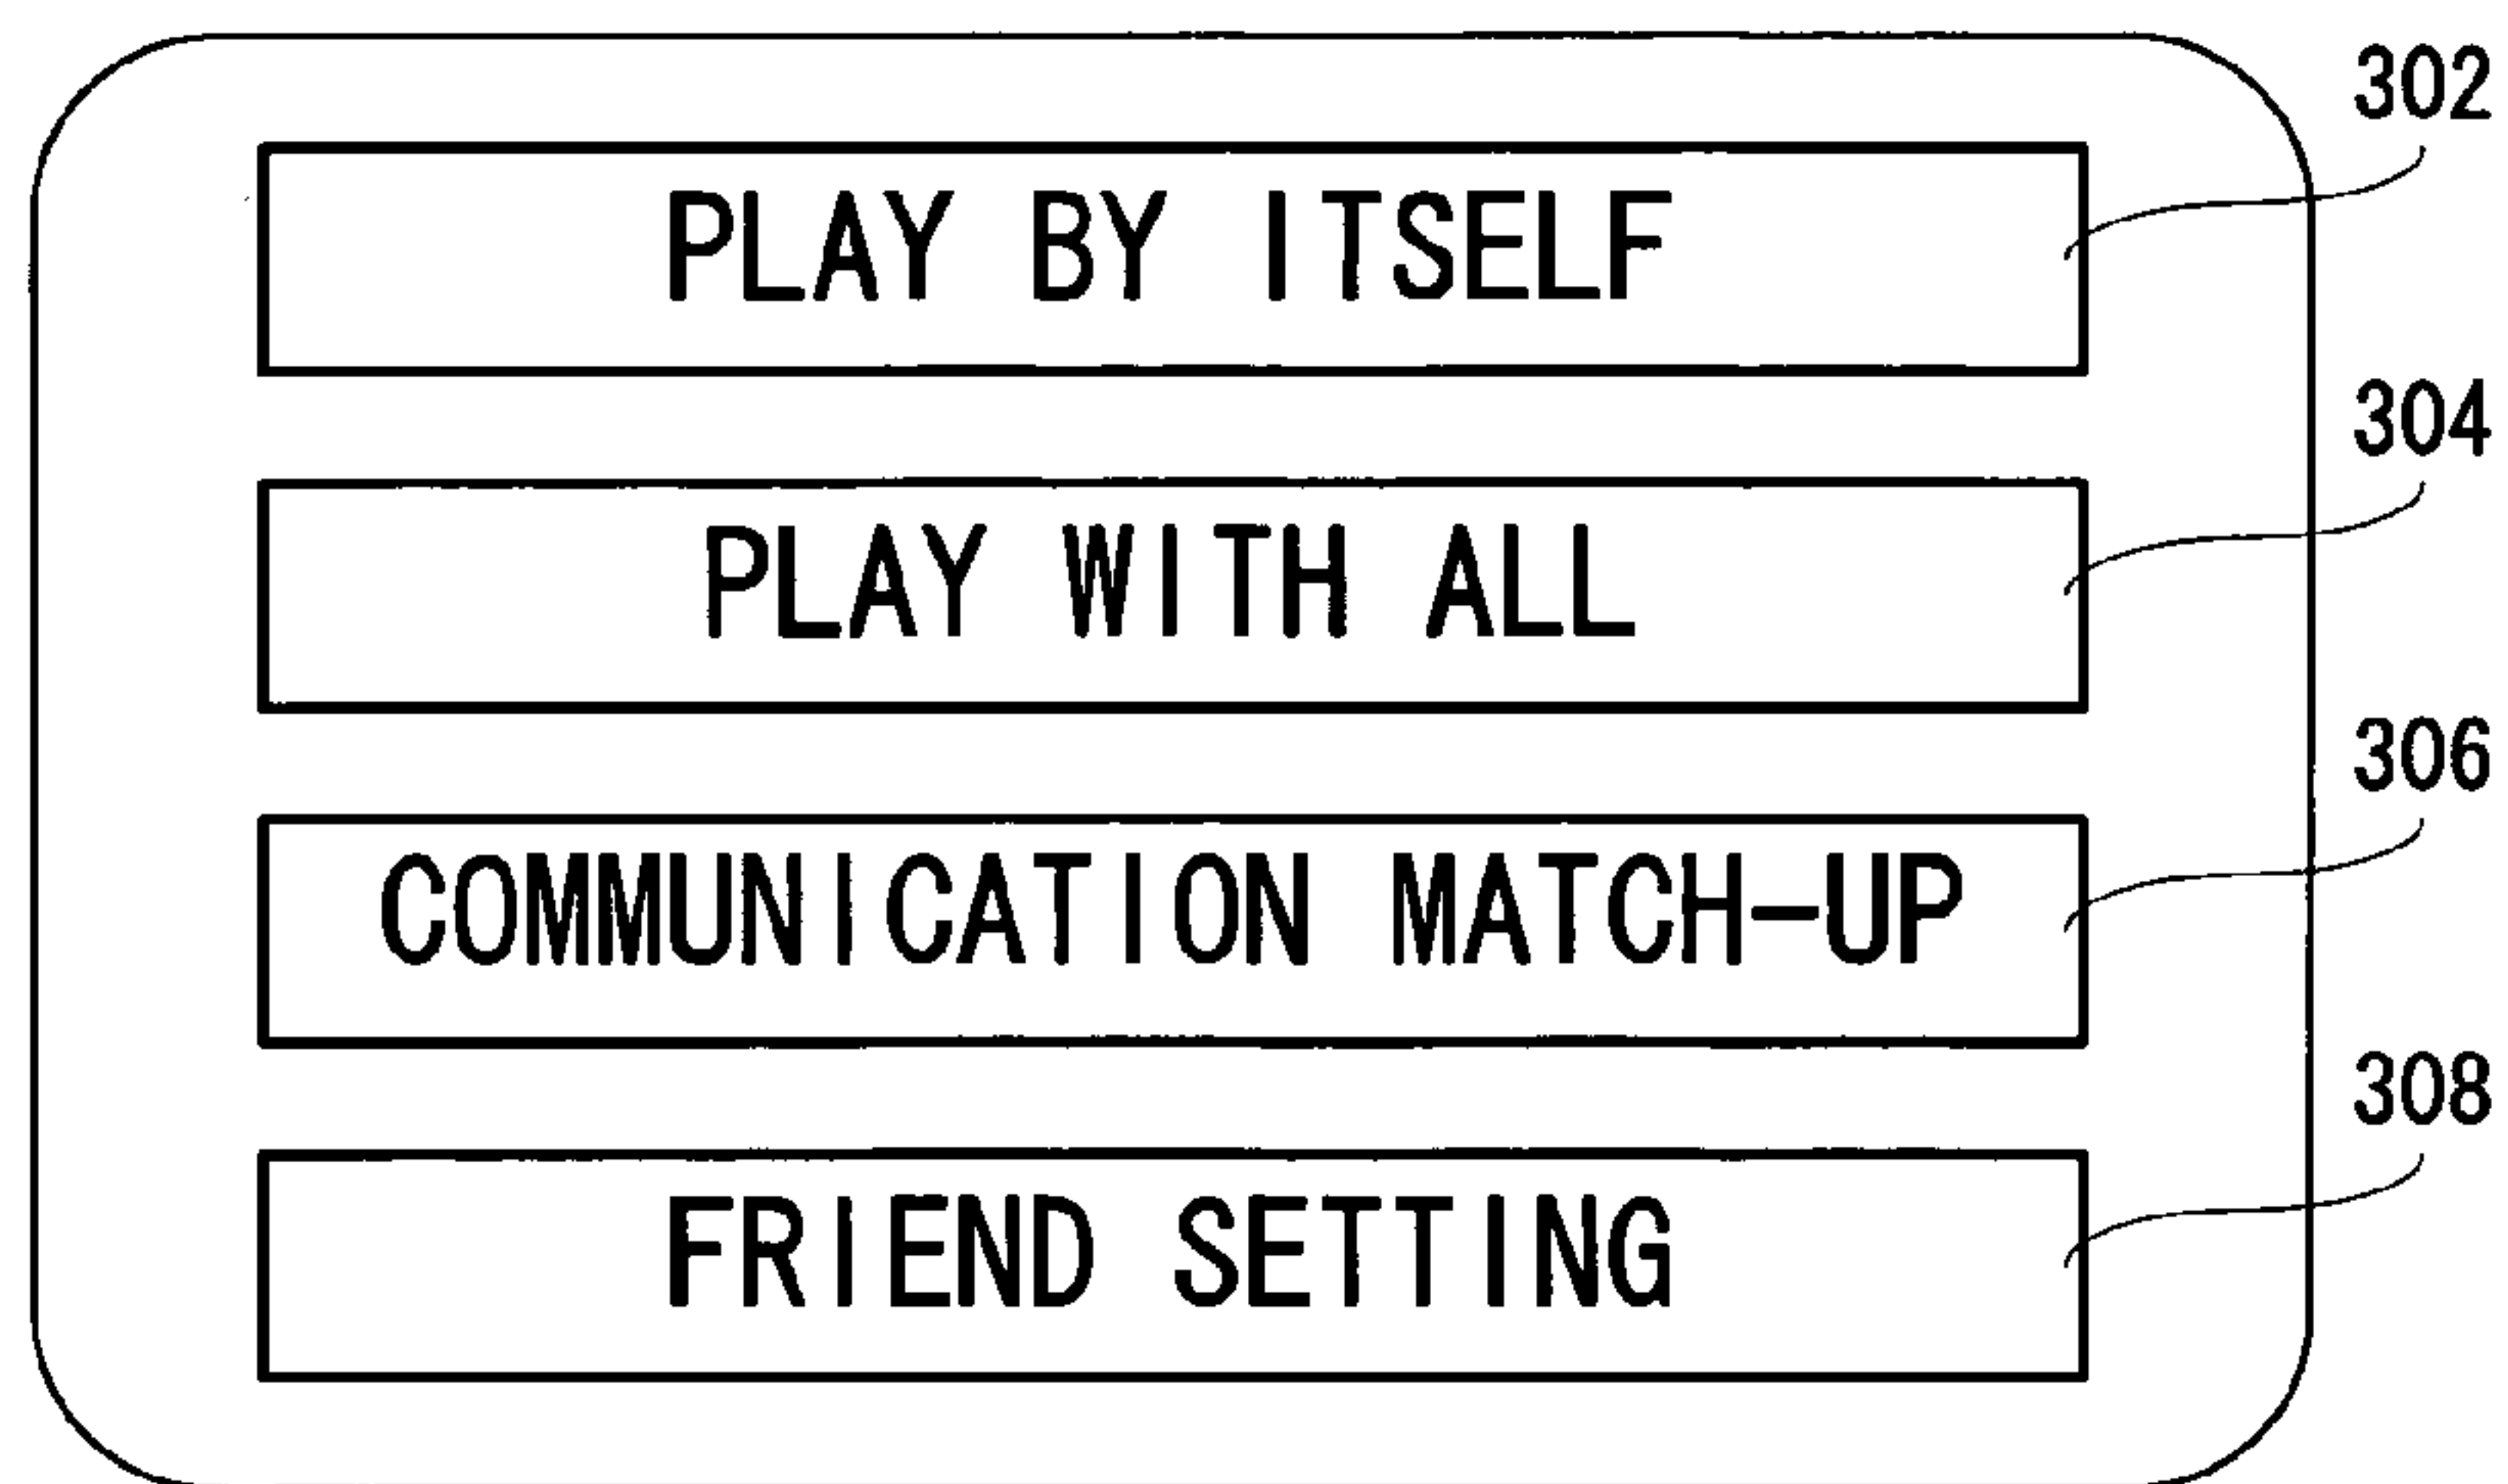 302
PLAY BY ITSELF
304
PLAY WITH ALL
306
COMMUNICATION MATCH-UP
308
FRIEND SETTING